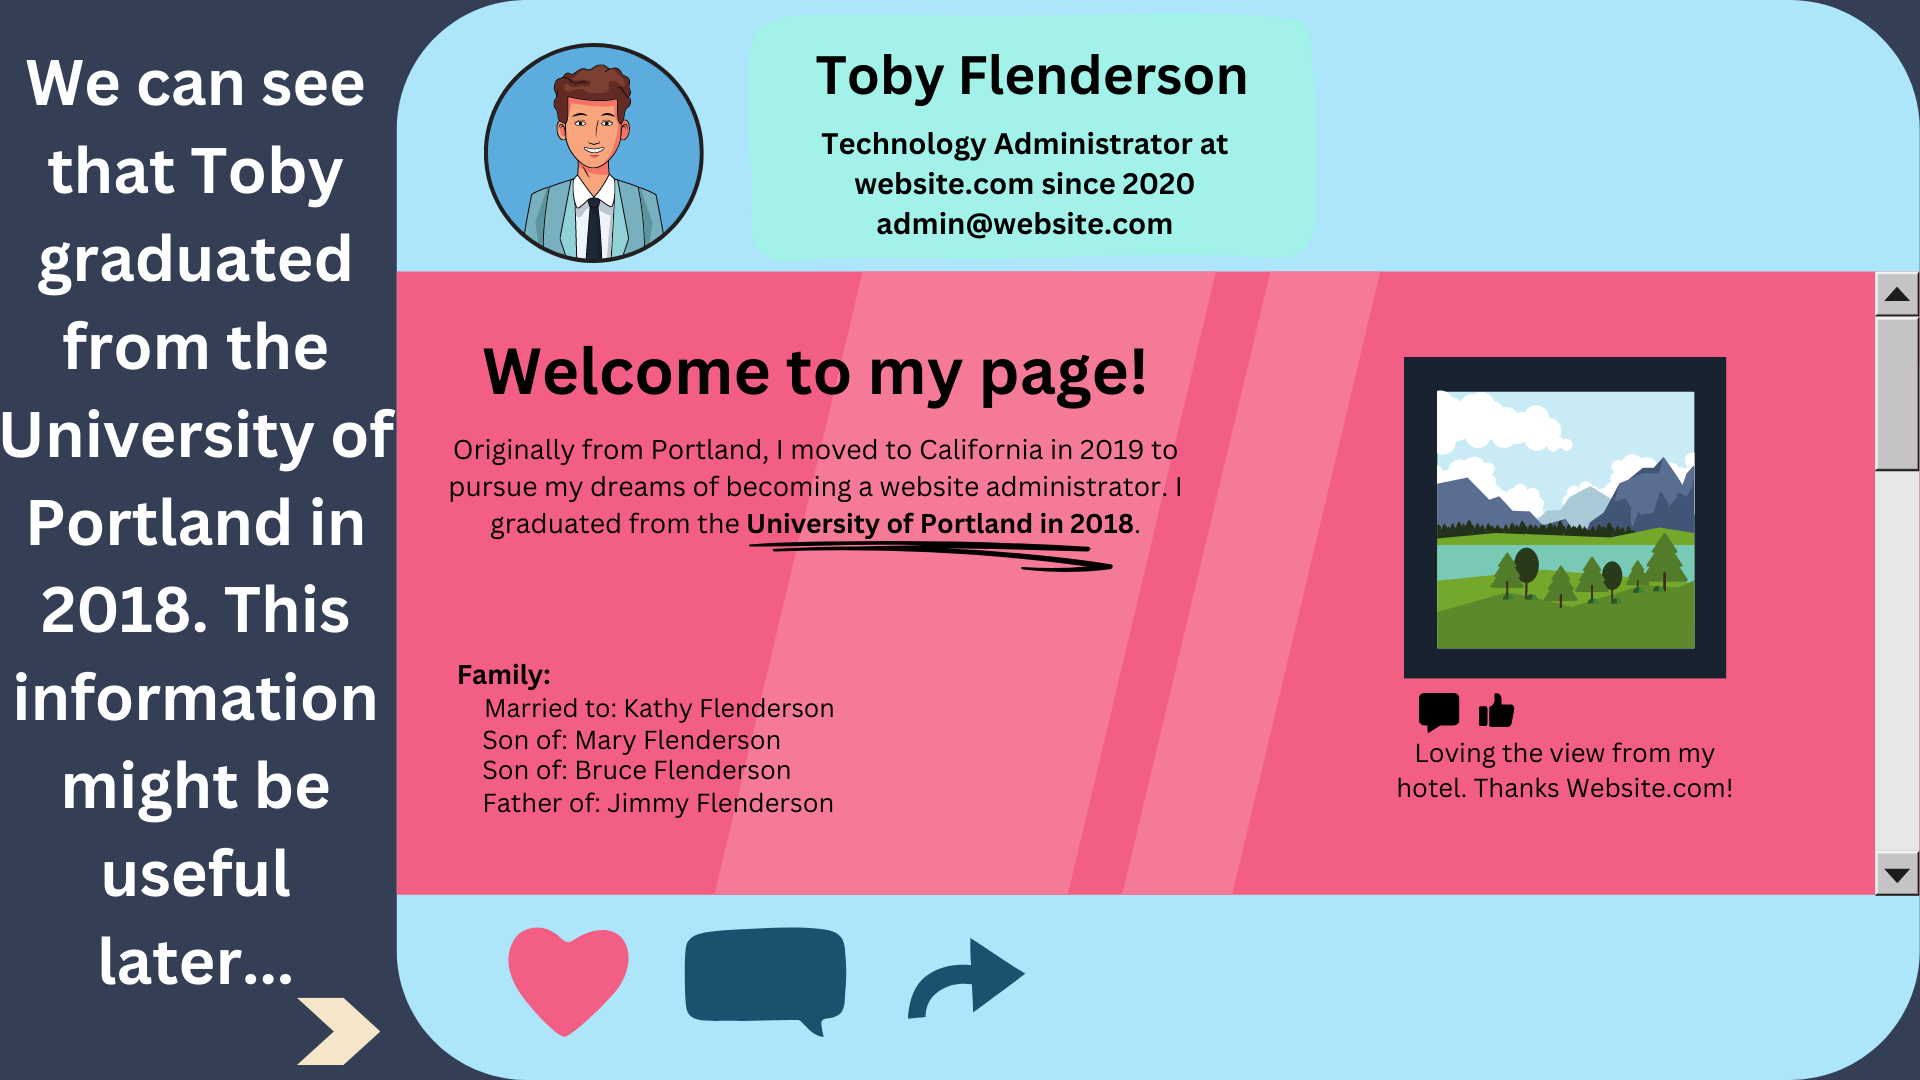 We can see
that Toby
graduated
from the
University of
Portland in
2018. This
information
might be
useful
later...
Toby Flenderson
Technology Administrator at
website.com since 2020
admin@website.com
Welcome to my page!
Originally from Portland, I moved to California in 2019 to
pursue my dreams of becoming a website administrator. I
graduated from the University of Portland in 2018.
Family:
Married to: Kathy Flenderson
Son of: Mary Flenderson
Son of: Bruce Flenderson
Father of: Jimmy Flenderson
Loving the view from my
hotel. Thanks Website.com!